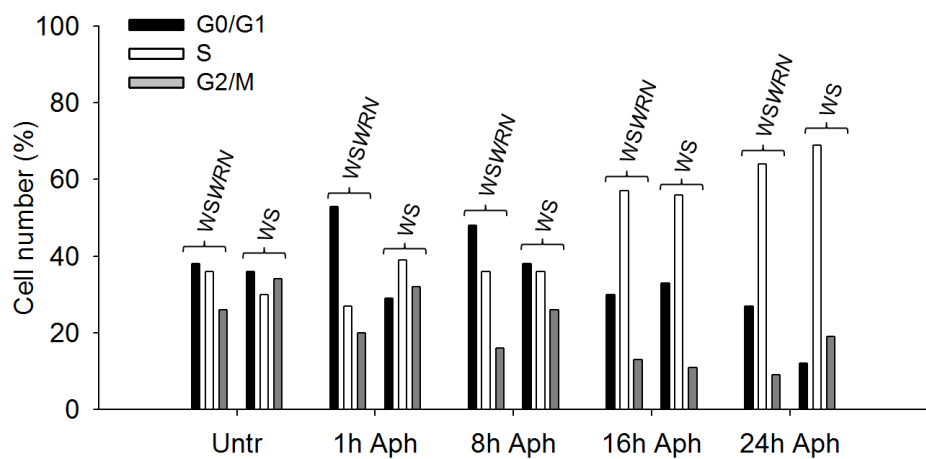 100
80
60
40
20
0
Cell number (%)
G0/G1
S
G2/M
WSWRN
WS
WSWRN
WS
WSWRN
WS
WSWRN
WS
WSWRN
WS
Untr
1h Aph
8h Aph
16h Aph
24h Aph